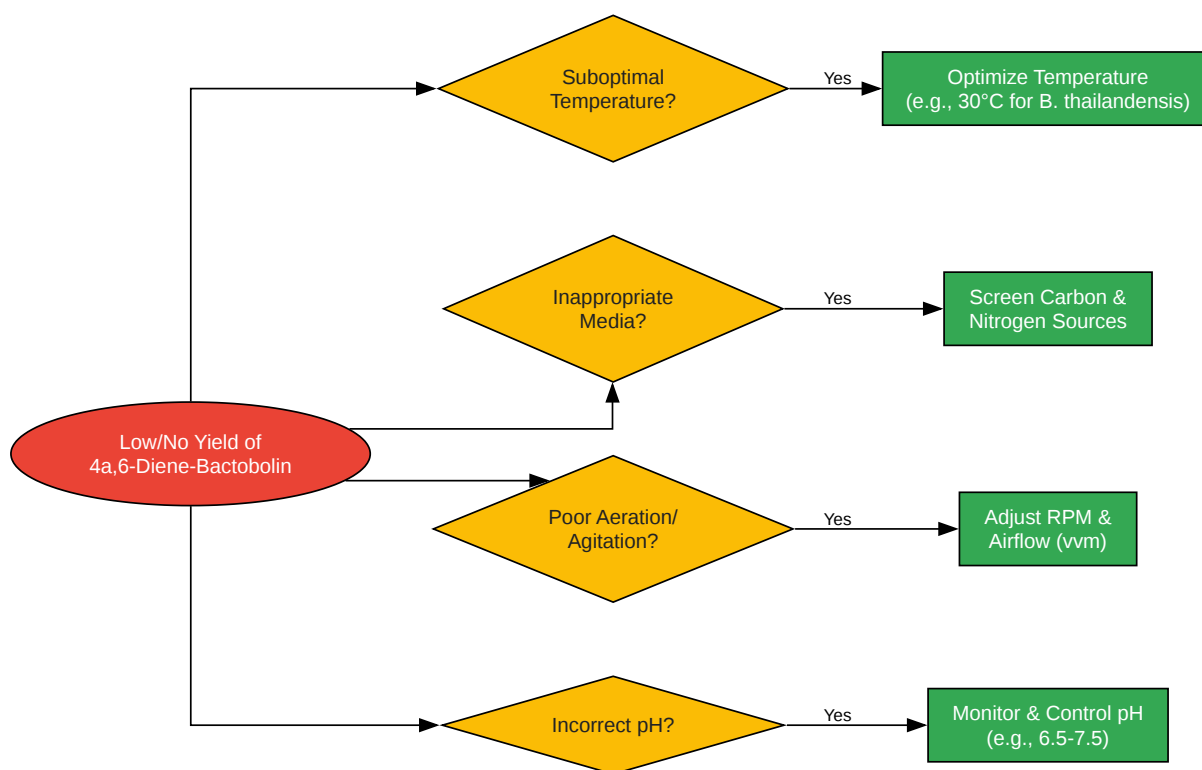 Suboptimal
Temperature?
Yes
Optimize Temperature
(e.g., 30°C for B. thailandensis)
Inappropriate
Media?
Yes
Screen Carbon &
Nitrogen Sources
Low/No Yield of
4a,6-Diene-Bactobolin
Poor Aeration/
Agitation?
Yes
Adjust RPM &
Airflow (vvm)
Incorrect pH?
Yes
Monitor & Control pH
(e.g., 6.5-7.5)